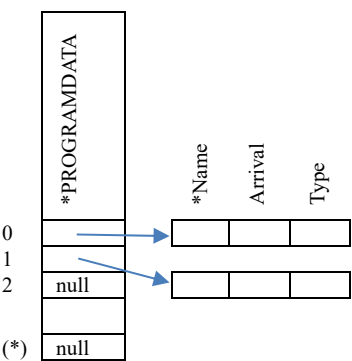 *PROGRAMDATA
*Name
Arrival
Type
0
1
2 null
(*) null